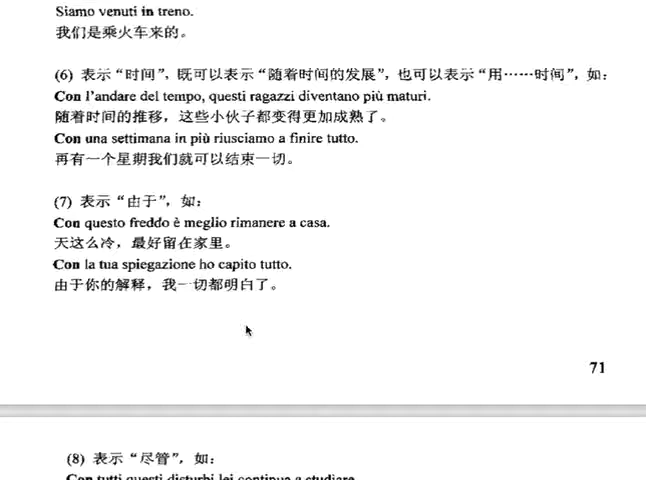 Siamo venuti in treno.
我们是乘火车来的。
(6) 表示“时间”，既可以表示“随着时间的发展”，也可以表示“用……时间”，如：
Con l'andare del tempo, questi ragazzi diventano più maturi.
随着时间的推移，这些小伙子都变得更加成熟了。
Con una settimana in più riusciamo a finire tutto.
再有一个星期我们就可以结束一切。
(7) 表示“由于”，如：
Con questo freddo è meglio rimanere a casa.
天这么冷，最好留在家里。
Con la tua spiegazione ho capito tutto.
由于你的解释，我一切都明白了。
71
(8) 表示“尽管”，如：
Con tutti questi disturbi lei continua a studiare